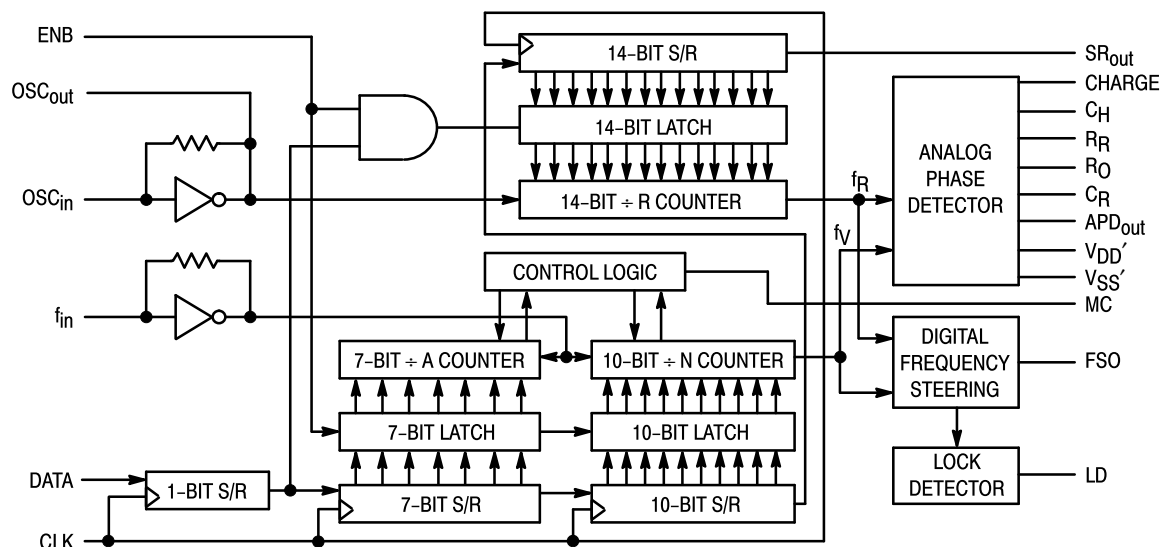 ENB
OSCout
OSCin
fin
DATA
CLK
14–BIT S/R
14–BIT LATCH
14–BIT ÷ R COUNTER
CONTROL LOGIC
7–BIT ÷ A COUNTER
10–BIT ÷ N COUNTER
7–BIT LATCH
10–BIT LATCH
1–BIT S/R
7–BIT S/R
10–BIT S/R
fR
fV
ANALOG
PHASE
DETECTOR
DIGITAL
FREQUENCY
STEERING
LOCK
DETECTOR
SRout
CHARGE
CH
RR
RO
CR
APDout
VDD′
VSS′
MC
FSO
LD